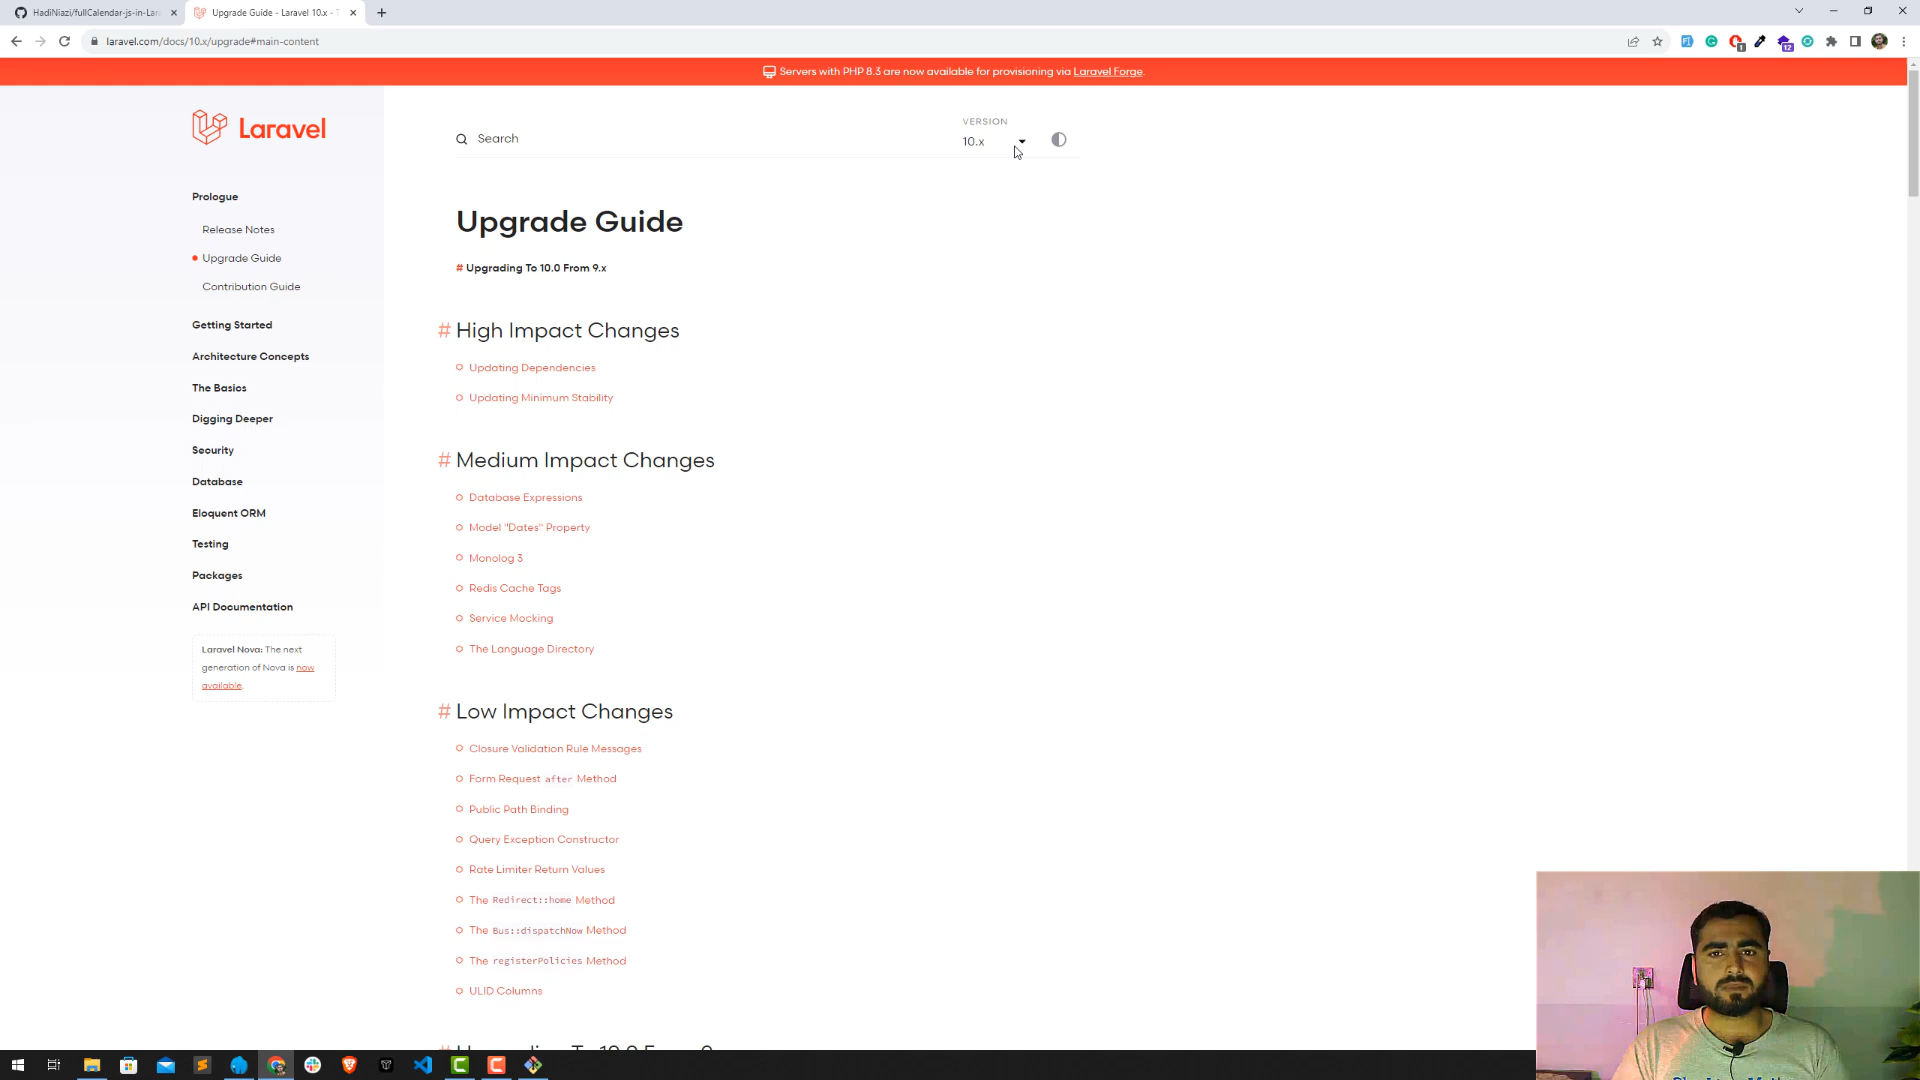 HadiNiazi/fullCalendar-js-in-Lar
Upgrade Guide - Laravel 10.x - T
laravel.com/docs/10.x/upgrade#main-content
1
12
Servers with PHP 8.3 are now available for provisioning via Laravel Forge.
Laravel
Search
VERSION
10.x
Prologue
Release Notes
Upgrade Guide
Contribution Guide
Getting Started
Architecture Concepts
The Basics
Digging Deeper
Security
Database
Eloquent ORM
Testing
Packages
API Documentation
Laravel Nova: The next
generation of Nova is now
available.
Upgrade Guide
# Upgrading To 10.0 From 9.x
# High Impact Changes
Updating Dependencies
Updating Minimum Stability
# Medium Impact Changes
Database Expressions
Model "Dates" Property
Monolog 3
Redis Cache Tags
Service Mocking
The Language Directory
# Low Impact Changes
Closure Validation Rule Messages
Form Request after Method
Public Path Binding
Query Exception Constructor
Rate Limiter Return Values
The Redirect::home Method
The Bus::dispatchNow Method
The registerPolicies Method
ULID Columns